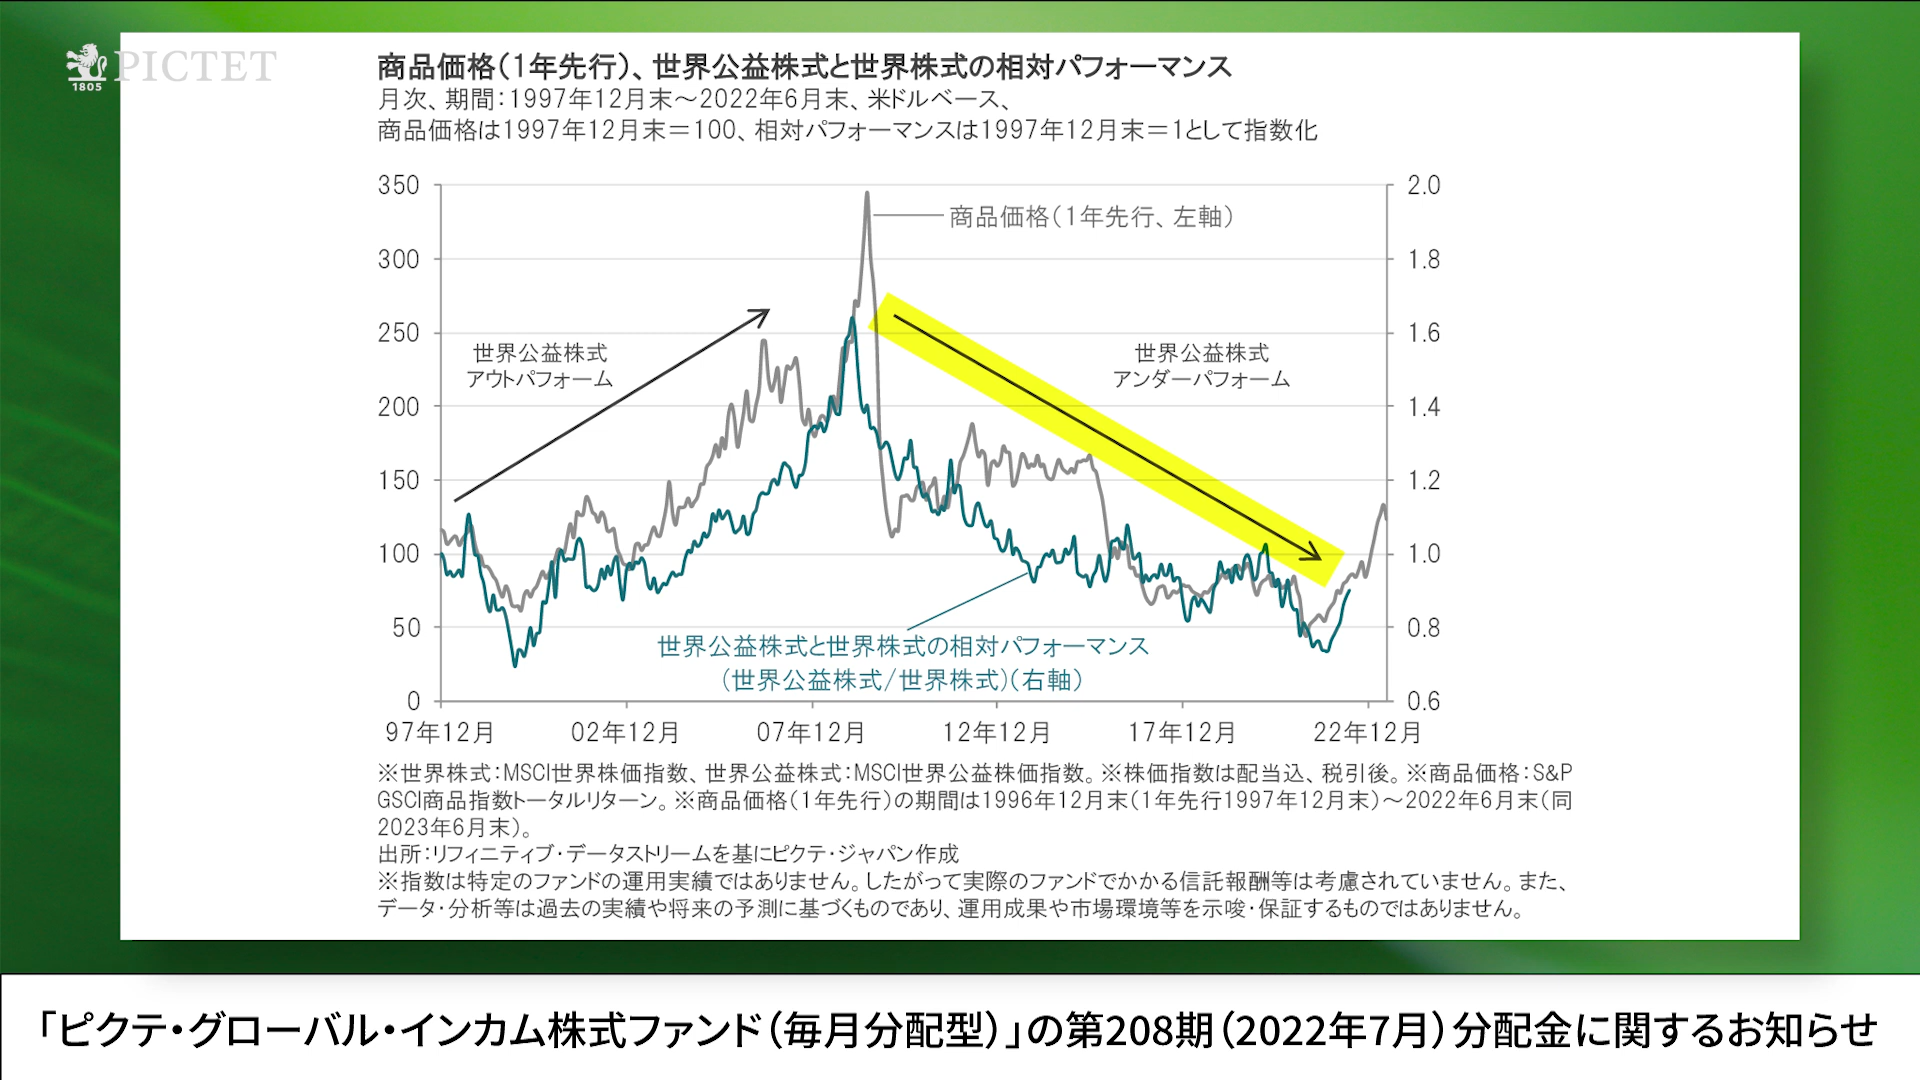 PICTET
1805
商品価格(1年先行)、世界公益株式と世界株式の相対パフォーマンス
月次、期間:1997年12月末~2022年6月末、米ドルベース、
商品価格は1997年12月末=100、相対パフォーマンスは1997年12月末=1として指数化
350
300
250
200
150
100
50
0
2.0
1.8
1.6
1.4
1.2
1.0
0.8
0.6
商品価格(1年先行、左軸)
世界公益株式
アウトパフォーム
世界公益株式
アンダーパフォーム
世界公益株式と世界株式の相対パフォーマンス
(世界公益株式/世界株式)(右軸)
97年12月 02年12月 07年12月 12年12月 17年12月 22年12月
※世界株式:MSCI世界株価指数、世界公益株式:MSCI世界公益株価指数。※株価指数は配当込、税引後。※商品価格:S&P
GSCI商品指数トータルリターン。※商品価格(1年先行)の期間は1996年12月末(1年先行1997年12月末)~2022年6月末(同
2023年6月末)。
出所:リフィニティブ・データストリームを基にピクテ・ジャパン作成
※指数は特定のファンドの運用実績ではありません。したがって実際のファンドでかかる信託報酬等は考慮されていません。また、
データ・分析等は過去の実績や将来の予測に基づくものであり、運用成果や市場環境等を示唆・保証するものではありません。
「ピクテ・グローバル・インカム株式ファンド(毎月分配型)」の第208期(2022年7月)分配金に関するお知らせ